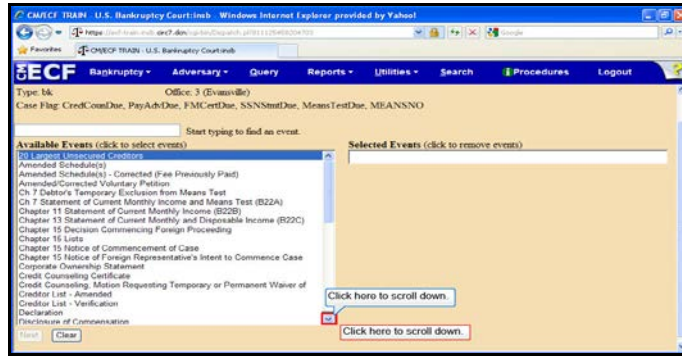 CM/ECF TRAIN - U.S. Bankruptcy Court:insb - Windows Internet Explorer provided by Yahoo!
Google
Favorites CM/ECF TRAIN - U.S. Bankruptcy Court:insb
ECF Bankruptcy Adversary Query Reports Utilities Search Procedures Logout
Type: bk Office: 3 (Evansville)
Case Flag: CredCounDue, PayAdvDue, FMCertDue, SSNStmtDue, MeansTestDue, MEANSNO
Start typing to find an event.
Available Events (click to select events) Selected Events (click to remove events)
20 Largest Unsecured Creditors
Amended Schedule(s)
Amended Schedule(s) - Corrected (Fee Previously Paid)
Amended/Corrected Voluntary Petition
Ch 7 Debtor's Temporary Exclusion from Means Test
Ch 7 Statement of Current Monthly Income and Means Test (B22A)
Chapter 11 Statement of Current Monthly Income (B22B)
Chapter 13 Statement of Current Monthly and Disposable Income (B22C)
Chapter 15 Decision Commencing Foreign Proceeding
Chapter 15 Lists
Chapter 15 Notice of Commencement of Case
Chapter 15 Notice of Foreign Representative's Intent to Commence Case
Corporate Ownership Statement
Credit Counseling Certificate
Credit Counseling, Motion Requesting Temporary or Permanent Waiver of
Creditor List - Amended
Creditor List - Verification
Declaration
Disclosure of Compensation
Click here to scroll down.
Click here to scroll down.
Next Clear